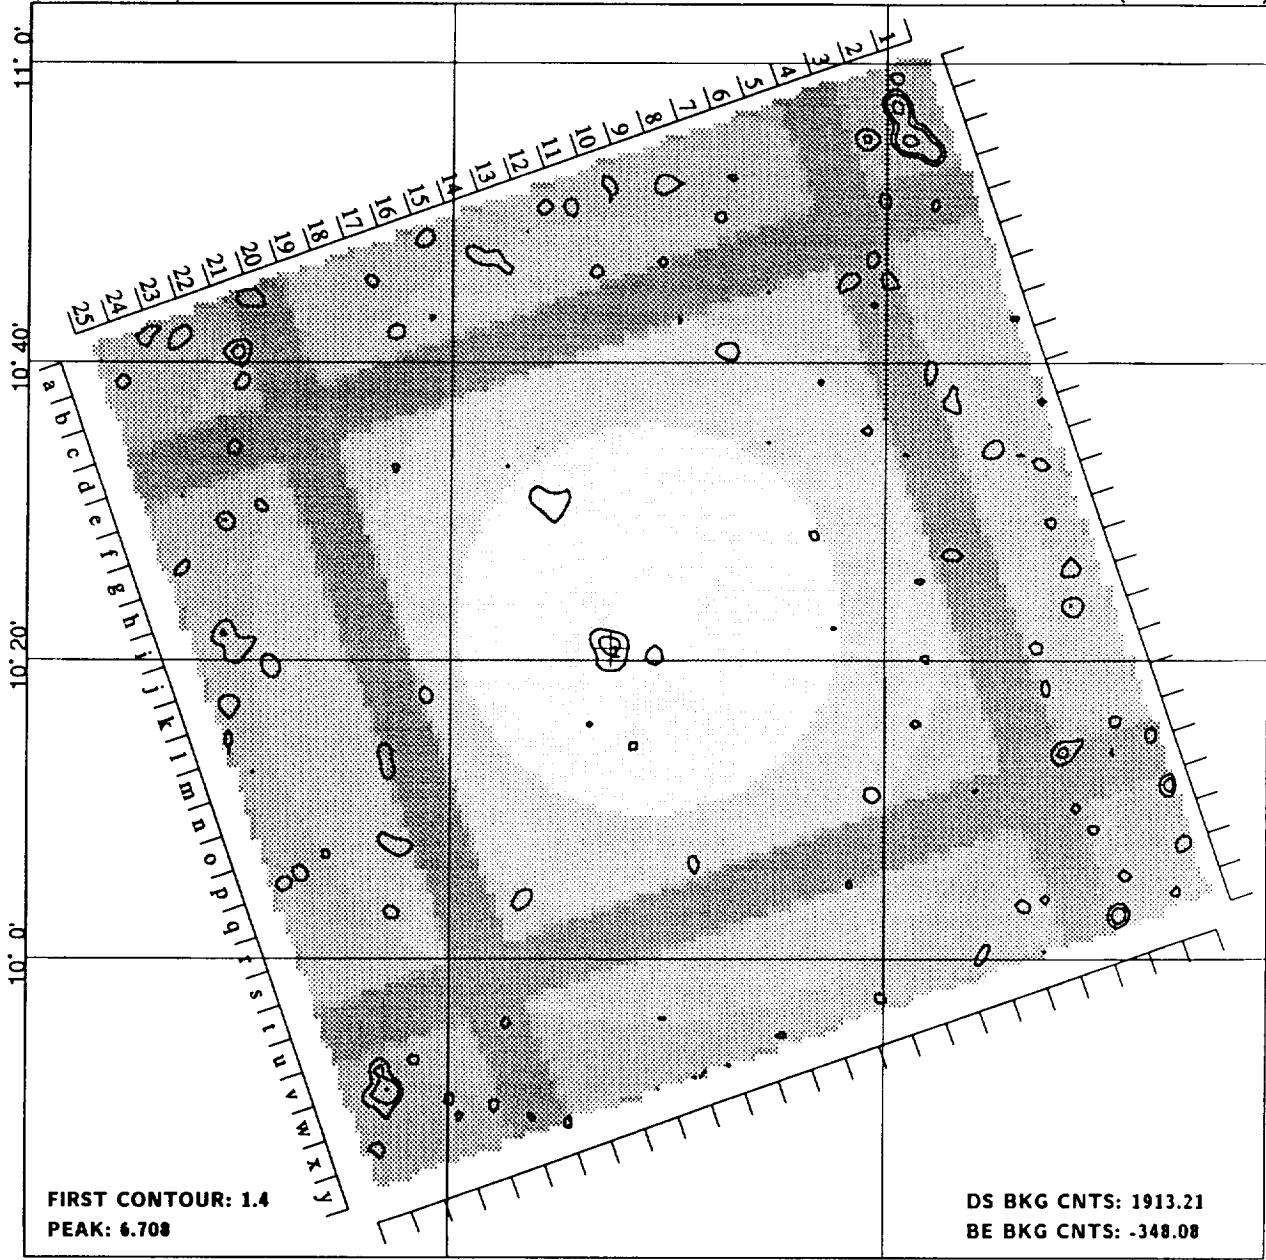 11° 0'
10° 40'
10° 20'
10° 0'
1 2 3 4 5 6 7 8 9 10 11 12 13 14 15 16 17 18 19 20 21 22 23 24 25
a b c d e f g h i j k l m n o p q r s t u v w x y
FIRST CONTOUR: 1.4
PEAK: 6.708
DS BKG CNTS: 1913.21
BE BKG CNTS: -348.08